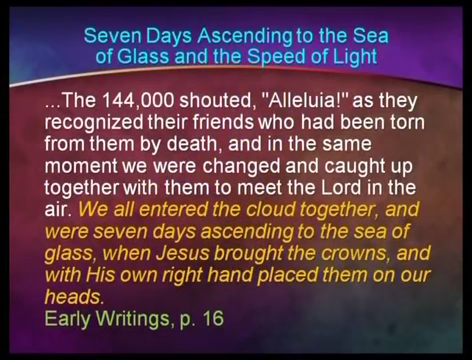 Seven Days Ascending to the Sea
of Glass and the Speed of Light
...The 144,000 shouted, "Alleluia!" as they
recognized their friends who had been torn
from them by death, and in the same
moment we were changed and caught up
together with them to meet the Lord in the
air. We all entered the cloud together, and
were seven days ascending to the sea of
glass, when Jesus brought the crowns, and
with His own right hand placed them on our
heads.
Early Writings, p. 16